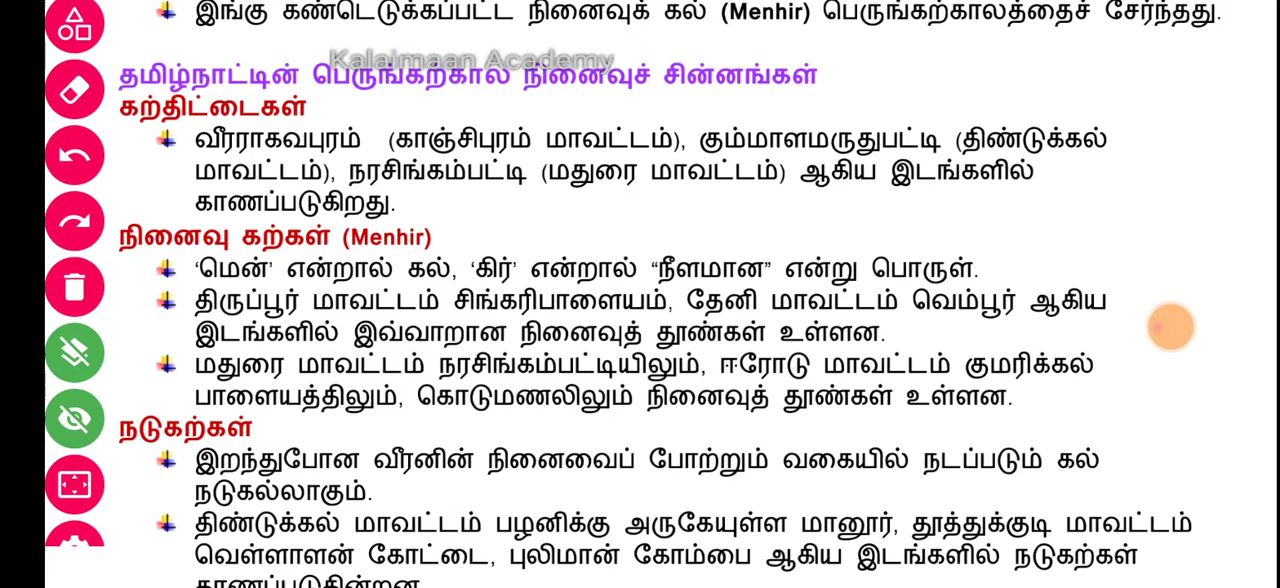 இங்கு கண்டெடுக்கப்பட்ட நினைவுக் கல் (Menhir) பெருங்கற்காலத்தைச் சேர்ந்தது.
Kalaimaan Academy
தமிழ்நாட்டின் பெருங்கற்கால நினைவுச் சின்னங்கள்
கற்திட்டைகள்
வீரராகவபுரம் (காஞ்சிபுரம் மாவட்டம்), கும்மாளமருதுபட்டி (திண்டுக்கல்
மாவட்டம்), நரசிங்கம்பட்டி (மதுரை மாவட்டம்) ஆகிய இடங்களில்
காணப்படுகிறது.
நினைவு கற்கள் (Menhir)
‘மென்’ என்றால் கல், ‘கிர்’ என்றால் “நீளமான” என்று பொருள்.
திருப்பூர் மாவட்டம் சிங்கரிபாளையம், தேனி மாவட்டம் வெம்பூர் ஆகிய
இடங்களில் இவ்வாறான நினைவுத் தூண்கள் உள்ளன.
மதுரை மாவட்டம் நரசிங்கம்பட்டியிலும், ஈரோடு மாவட்டம் குமரிக்கல்
பாளையத்திலும், கொடுமணலிலும் நினைவுத் தூண்கள் உள்ளன.
நடுகற்கள்
இறந்துபோன வீரனின் நினைவைப் போற்றும் வகையில் நடப்படும் கல்
நடுகல்லாகும்.
திண்டுக்கல் மாவட்டம் பழனிக்கு அருகேயுள்ள மானூர், தூத்துக்குடி மாவட்டம்
வெள்ளாளன் கோட்டை, புலிமான் கோம்பை ஆகிய இடங்களில் நடுகற்கள்
காணப்படுகின்றன